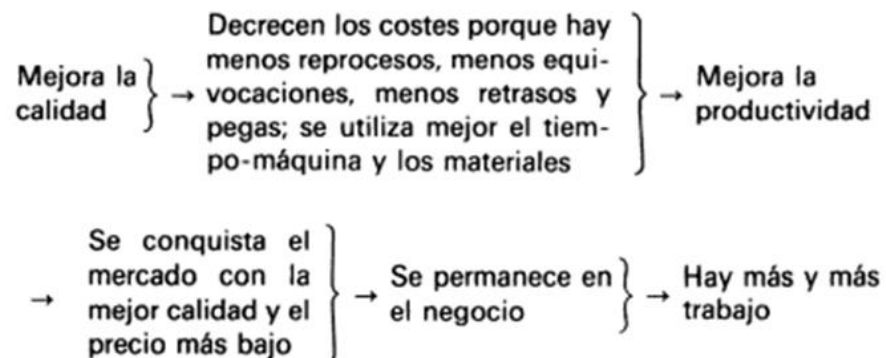 Mejora la
calidad
→
Decrecen los costes porque hay
menos reprocesos, menos equi-
vocaciones, menos retrasos y
pegas; se utiliza mejor el tiem-
po-máquina y los materiales
→
Mejora la
productividad
→
Se conquista el
mercado con la
mejor calidad y el
precio más bajo
→
Se permanece en
el negocio
→
Hay más y más
trabajo